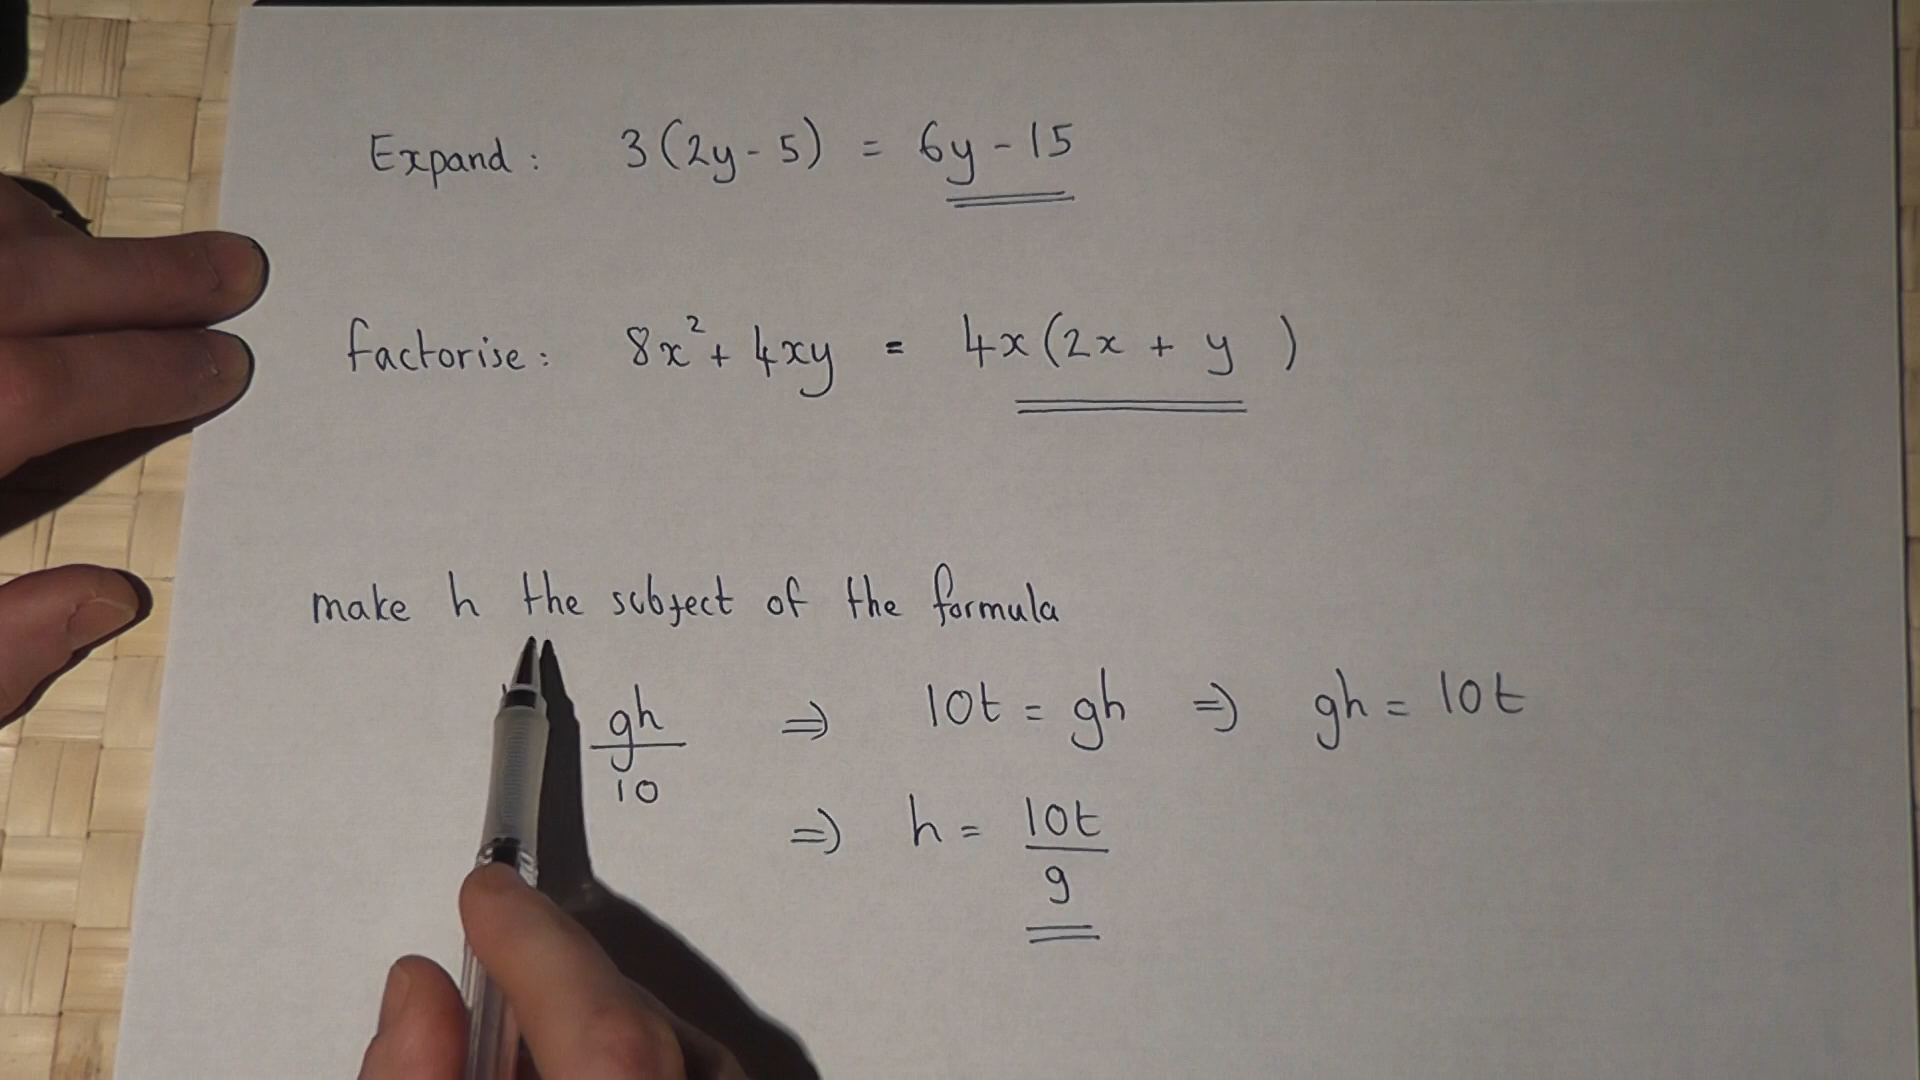 Expand: 3(2y - 5) = 6y - 15
factorise: 8x² + 4xy = 4x(2x + y )
make h the subject of the formula
gh/10 ⇒ 10t = gh ⇒ gh = 10t
⇒ h = 10t/g